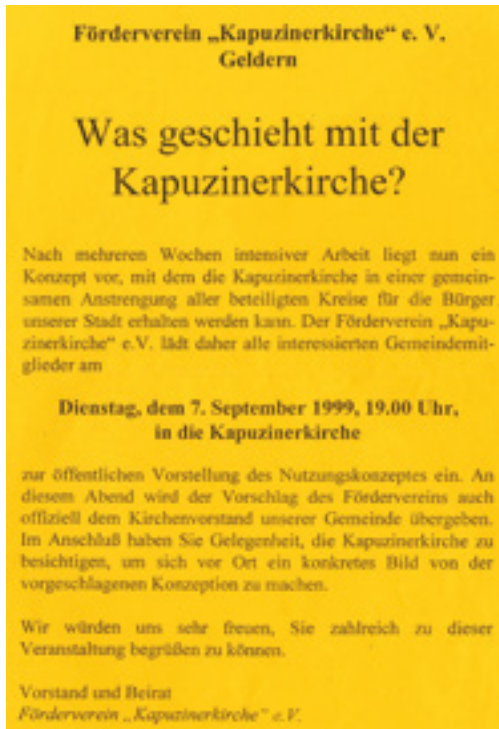 Förderverein „Kapuzinerkirche“ e. V.
Geldern
Was geschieht mit der
Kapuzinerkirche?
Nach mehreren Wochen intensiver Arbeit liegt nun ein
Konzept vor, mit dem die Kapuzinerkirche in einer gemein-
samen Anstrengung aller beteiligten Kreise für die Bürger
unserer Stadt erhalten werden kann. Der Förderverein „Kapu-
zinerkirche“ e.V. lädt daher alle interessierten Gemeindemit-
glieder am
Dienstag, dem 7. September 1999, 19.00 Uhr,
in die Kapuzinerkirche
zur öffentlichen Vorstellung des Nutzungskonzeptes ein. An
diesem Abend wird der Vorschlag des Fördervereins auch
offiziell dem Kirchenvorstand unserer Gemeinde übergeben.
Im Anschluß haben Sie Gelegenheit, die Kapuzinerkirche zu
besichtigen, um sich vor Ort ein konkretes Bild von der
vorgeschlagenen Konzeption zu machen.
Wir würden uns sehr freuen, Sie zahlreich zu dieser
Veranstaltung begrüßen zu können.
Vorstand und Beirat
Förderverein „Kapuzinerkirche“ e.V.